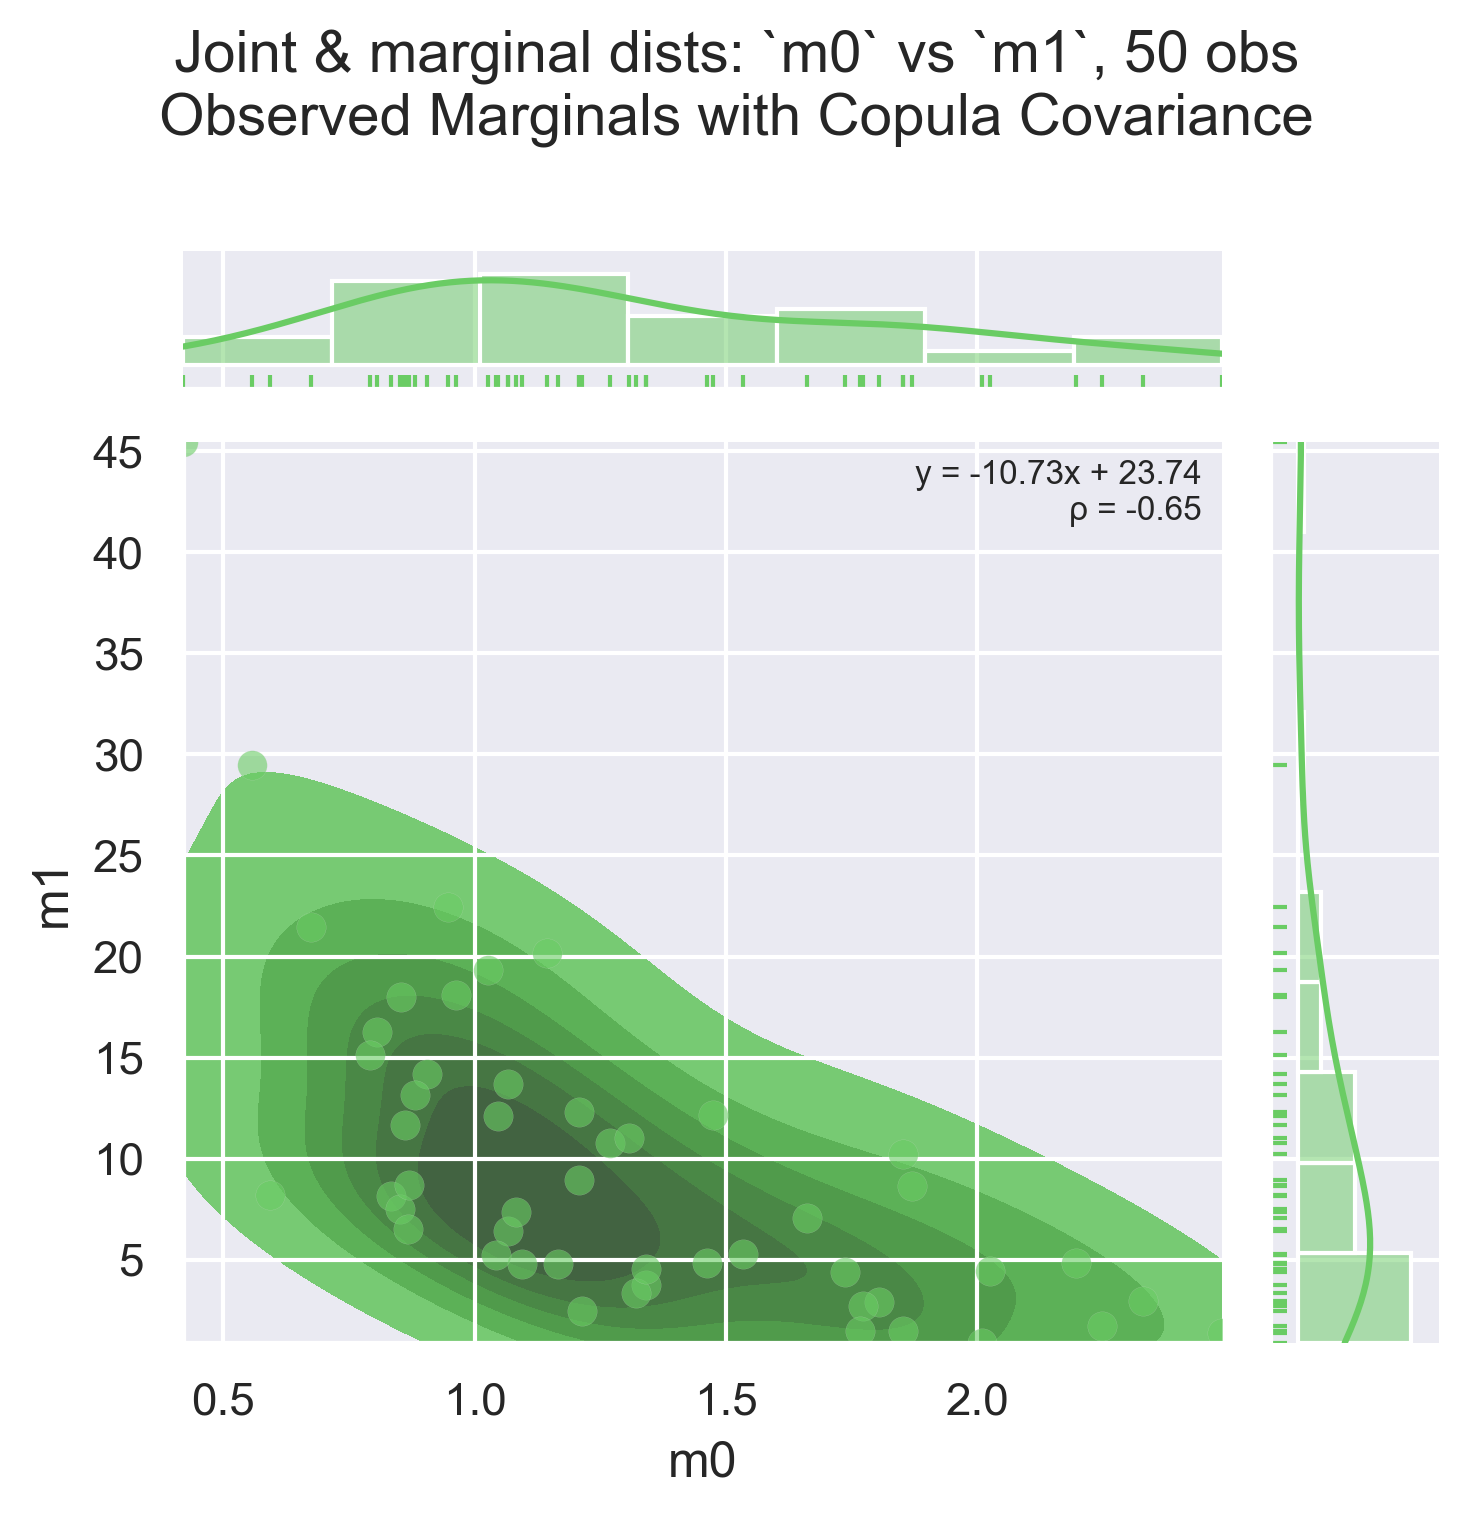 Joint & marginal dists: `m0` vs `m1`, 50 obs
Observed Marginals with Copula Covariance
y = -10.73x + 23.74
ρ = -0.65
45
40
35
30
25
20
15
10
5
m1
0.5 1.0 1.5 2.0
m0